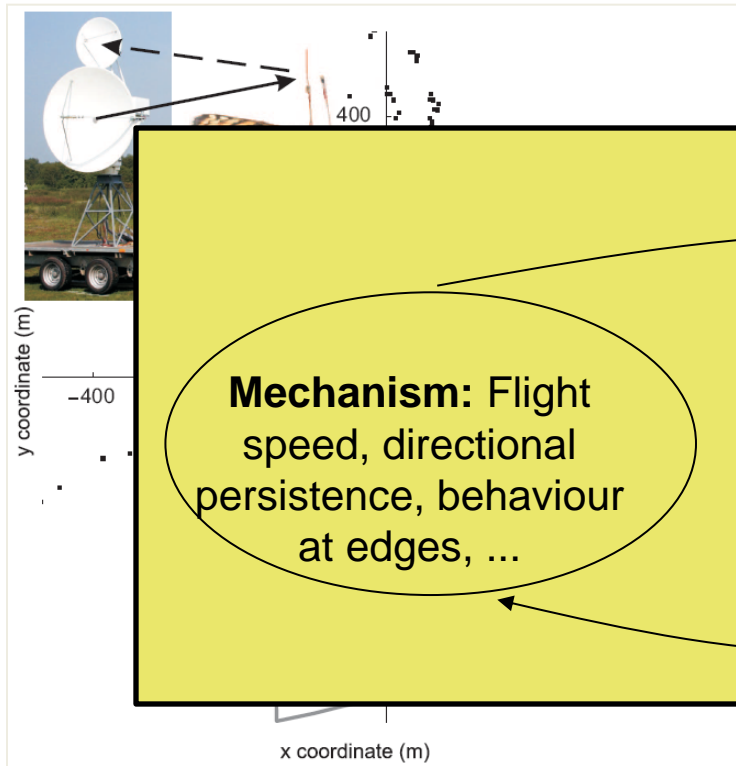 400
y coordinate (m)
−400
Mechanism: Flight
speed, directional
persistence, behaviour
at edges, ...
x coordinate (m)